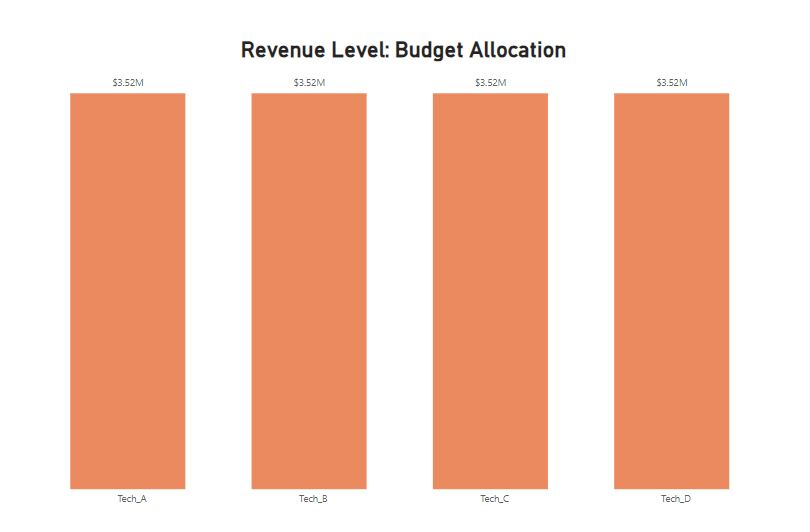 Revenue Level: Budget Allocation
$3.52M $3.52M $3.52M $3.52M
Tech_A Tech_B Tech_C Tech_D